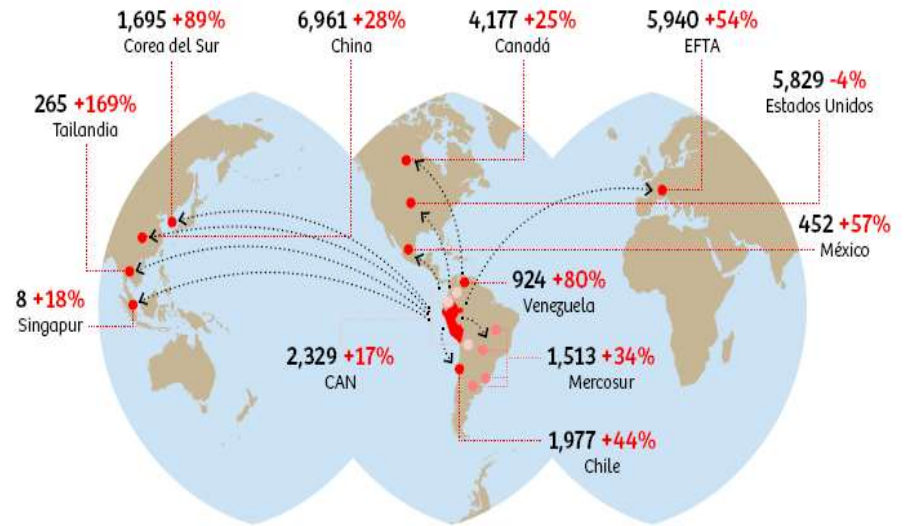 1,695 +89%
Corea del Sur
6,961 +28%
China
4,177 +25%
Canadá
5,940 +54%
EFTA
5,829 -4%
Estados Unidos
265 +169%
Tailandia
452 +57%
México
8 +18%
Singapur
924 +80%
Venezuela
2,329 +17%
CAN
1,513 +34%
Mercosur
1,977 +44%
Chile